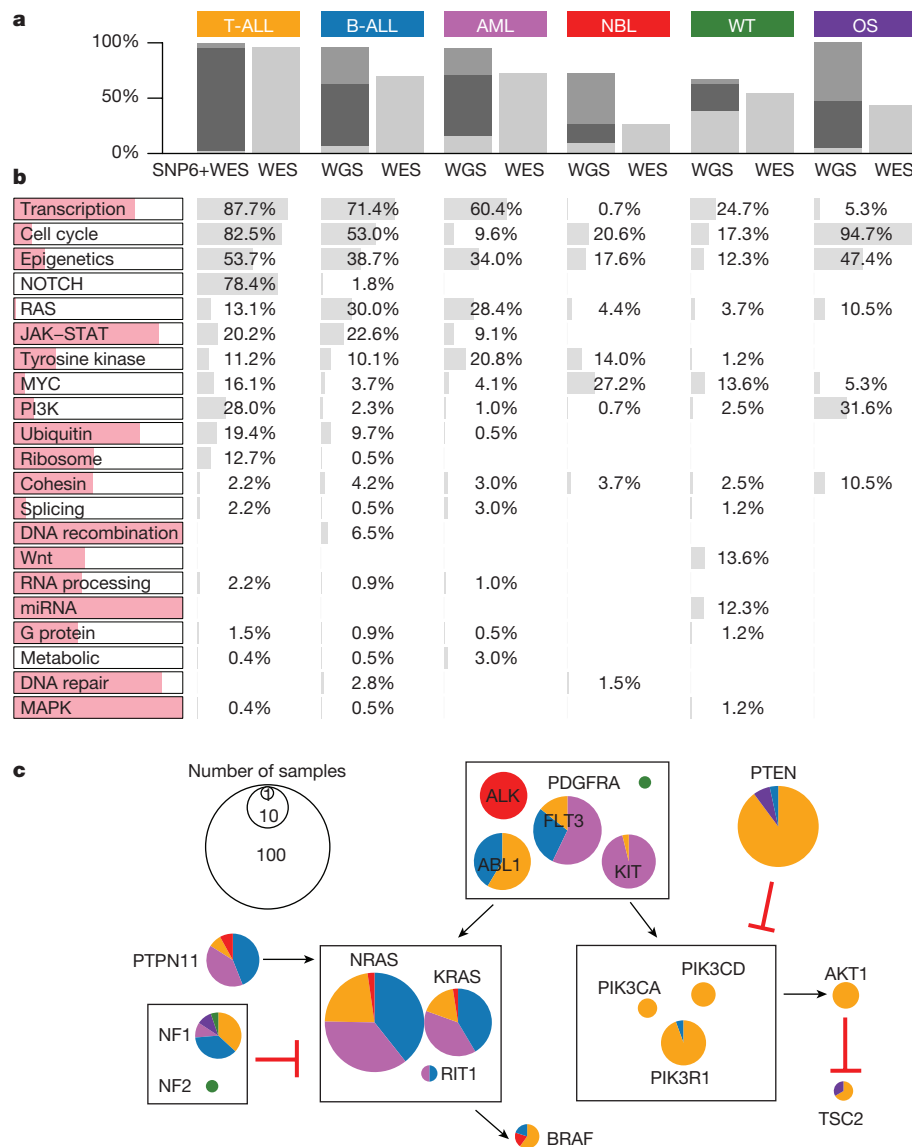 a
T-ALL B-ALL AML NBL WT OS
100%
50%
0%
SNP6+WES WES WGS WES WGS WES WGS WES WGS WES WGS WES
b
Transcription 87.7% 71.4% 60.4% 0.7% 24.7% 5.3%
Cell cycle 82.5% 53.0% 9.6% 20.6% 17.3% 94.7%
Epigenetics 53.7% 38.7% 34.0% 17.6% 12.3% 47.4%
NOTCH 78.4% 1.8%
RAS 13.1% 30.0% 28.4% 4.4% 3.7% 10.5%
JAK–STAT 20.2% 22.6% 9.1%
Tyrosine kinase 11.2% 10.1% 20.8% 14.0% 1.2%
MYC 16.1% 3.7% 4.1% 27.2% 13.6% 5.3%
PI3K 28.0% 2.3% 1.0% 0.7% 2.5% 31.6%
Ubiquitin 19.4% 9.7% 0.5%
Ribosome 12.7% 0.5%
Cohesin 2.2% 4.2% 3.0% 3.7% 2.5% 10.5%
Splicing 2.2% 0.5% 3.0% 1.2%
DNA recombination 6.5%
Wnt 13.6%
RNA processing 2.2% 0.9% 1.0%
miRNA 12.3%
G protein 1.5% 0.9% 0.5% 1.2%
Metabolic 0.4% 0.5% 3.0%
DNA repair 2.8% 1.5%
MAPK 0.4% 0.5% 1.2%
c
Number of samples
1
10
100
ALK
PDGFRA
FLT3
ABL1
KIT
PTEN
PTPN11
NRAS
KRAS
RIT1
NF1
NF2
BRAF
PIK3CA
PIK3CD
PIK3R1
AKT1
TSC2